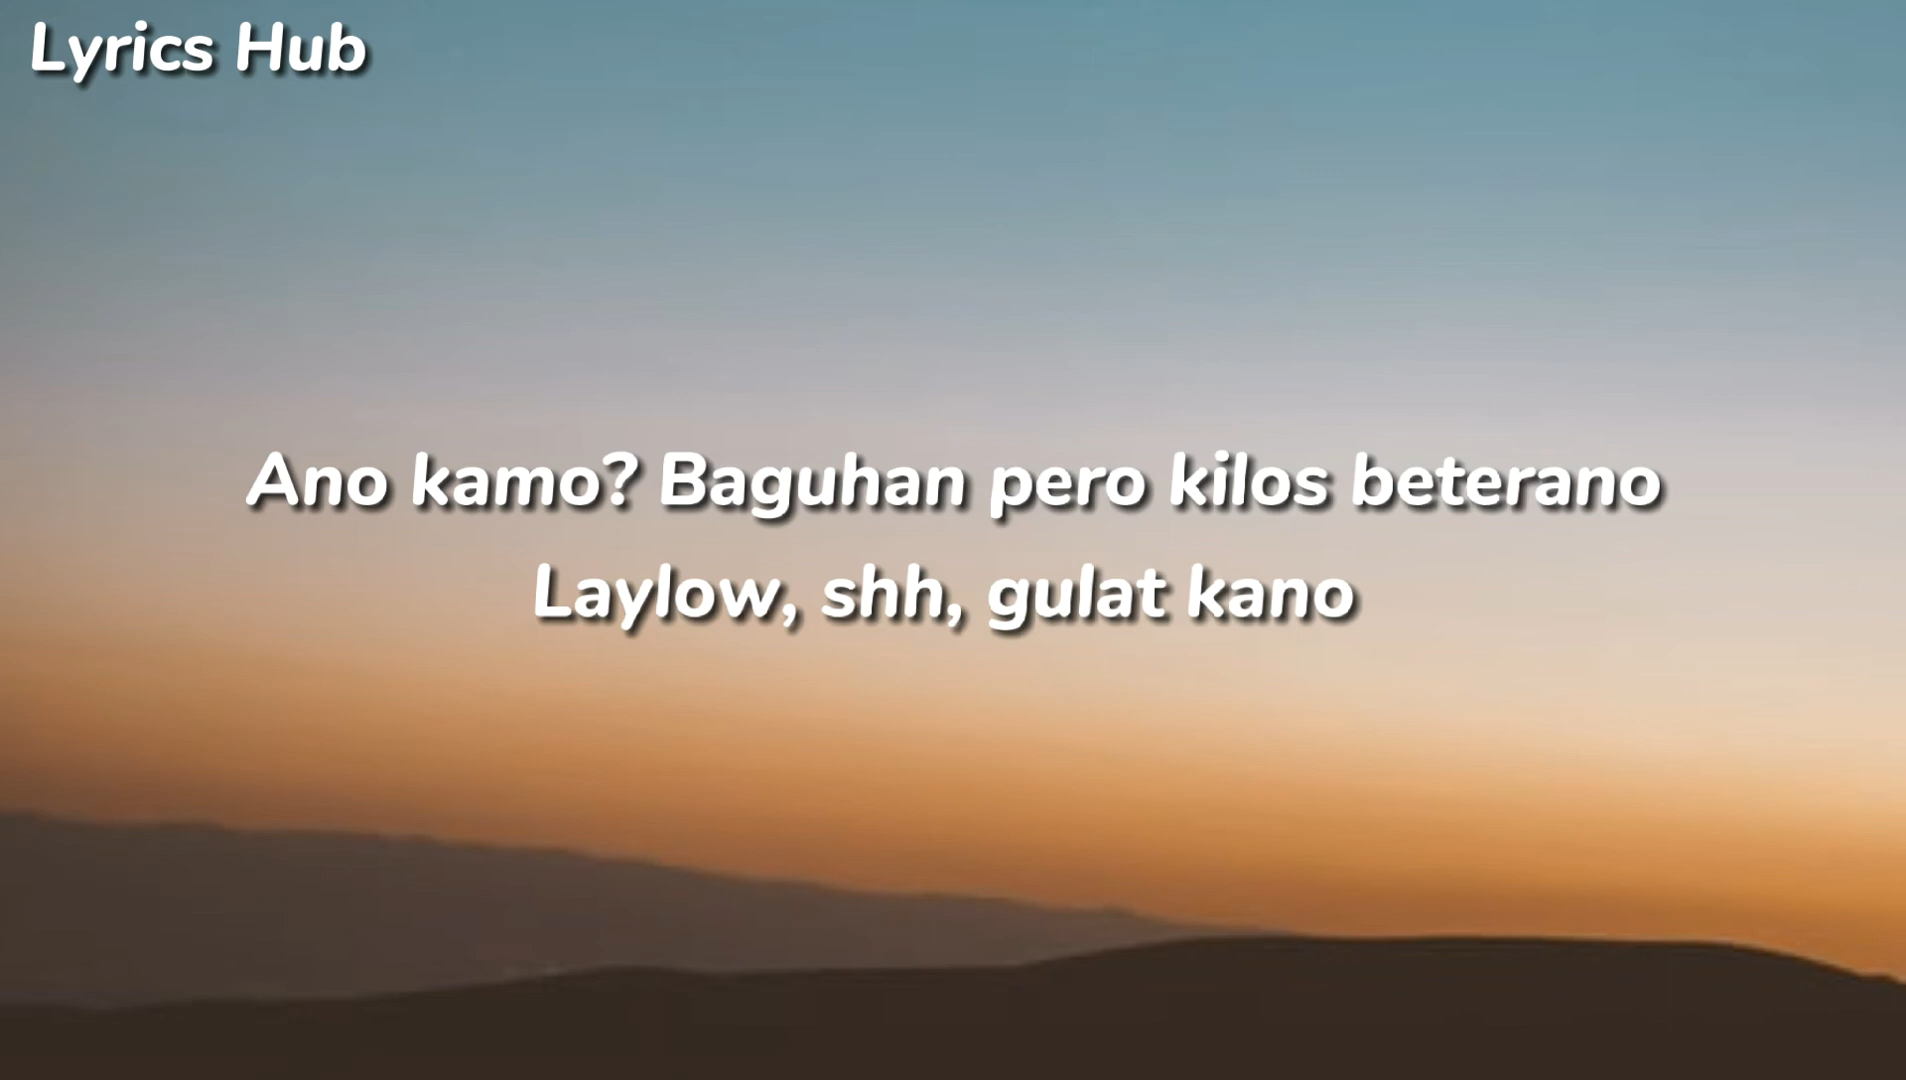 Lyrics Hub
Ano kamo? Baguhan pero kilos beterano
Laylow, shh, gulat kano